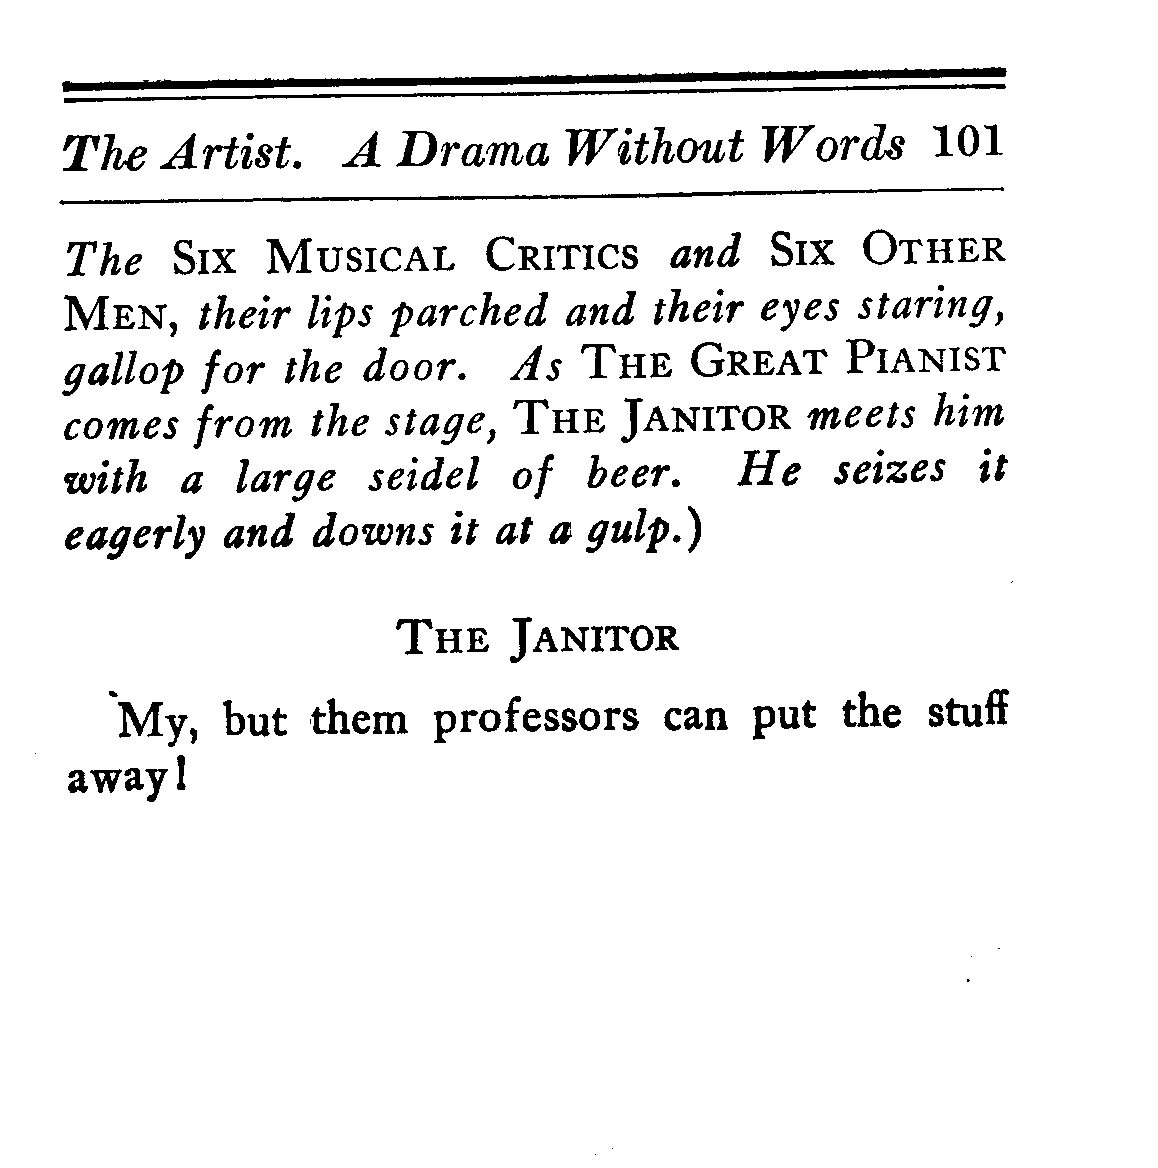 The Artist. A Drama Without Words 101
The Six Musical Critics and Six Other
Men, their lips parched and their eyes staring,
gallop for the door. As The Great Pianist
comes from the stage, The Janitor meets him
with a large seidel of beer. He seizes it
eagerly and downs it at a gulp.)
The Janitor
My, but them professors can put the stuff
away!